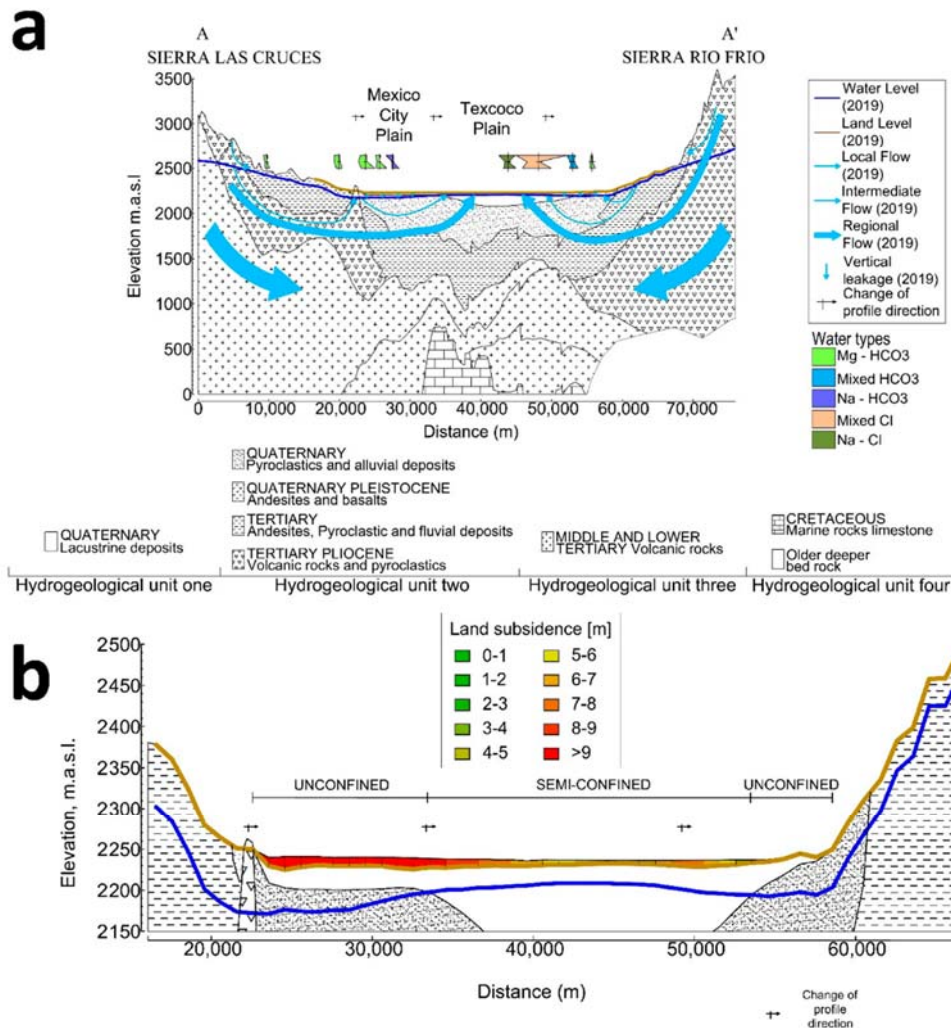 a
A
A'
SIERRA LAS CRUCES
SIERRA RIO FRIO
Mexico
City
Plain
Texcoco
Plain
Elevation m.a.s.l
3500
3000
2500
2000
1500
1000
500
0
0
10,000
20,000
30,000
40,000
50,000
60,000
70,000
Distance (m)
Water Level
(2019)
Land Level
(2019)
Local Flow
(2019)
Intermediate
Flow (2019)
Regional
Flow (2019)
Vertical
leakage (2019)
Change of
profile direction
Water types
Mg - HCO3
Mixed HCO3
Na - HCO3
Mixed Cl
Na - Cl
QUATERNARY
Lacustrine deposits
Hydrogeological unit one
QUATERNARY
Pyroclastics and alluvial deposits
QUATERNARY PLEISTOCENE
Andesites and basalts
TERTIARY
Andesites, Pyroclastic and fluvial deposits
TERTIARY PLIOCENE
Volcanic rocks and pyroclastics
Hydrogeological unit two
MIDDLE AND LOWER
TERTIARY Volcanic rocks
Hydrogeological unit three
CRETACEOUS
Marine rocks limestone
Older deeper
bed rock
Hydrogeological unit four
b
Land subsidence [m]
0-1
1-2
2-3
3-4
4-5
5-6
6-7
7-8
8-9
>9
UNCONFINED
SEMI-CONFINED
UNCONFINED
Elevation, m.a.s.l.
2500
2450
2400
2350
2300
2250
2200
2150
20,000
30,000
40,000
50,000
60,000
Distance (m)
Change of
profile
direction